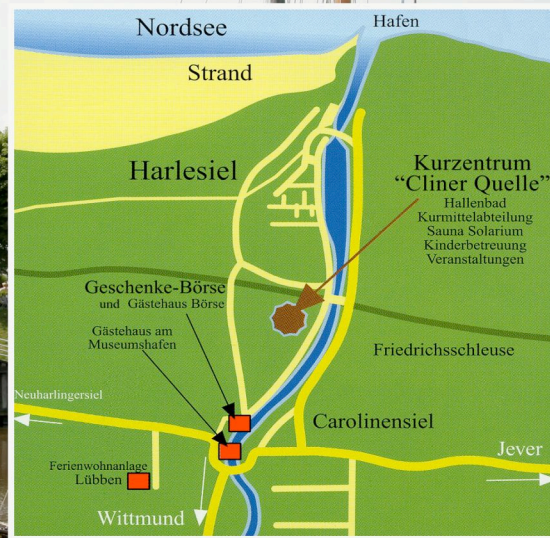 Nordsee
Hafen
Strand
Harlesiel
Kurzentrum
“Cliner Quelle”
Hallenbad
Kurmittelabteilung
Sauna Solarium
Kinderbetreuung
Veranstaltungen
Geschenke-Börse
und Gästehaus Börse
Gästehaus am
Museumshafen
Friedrichsschleuse
Neuharlingersiel
Carolinensiel
Jever
Ferienwohnanlage
Lübben
Wittmund